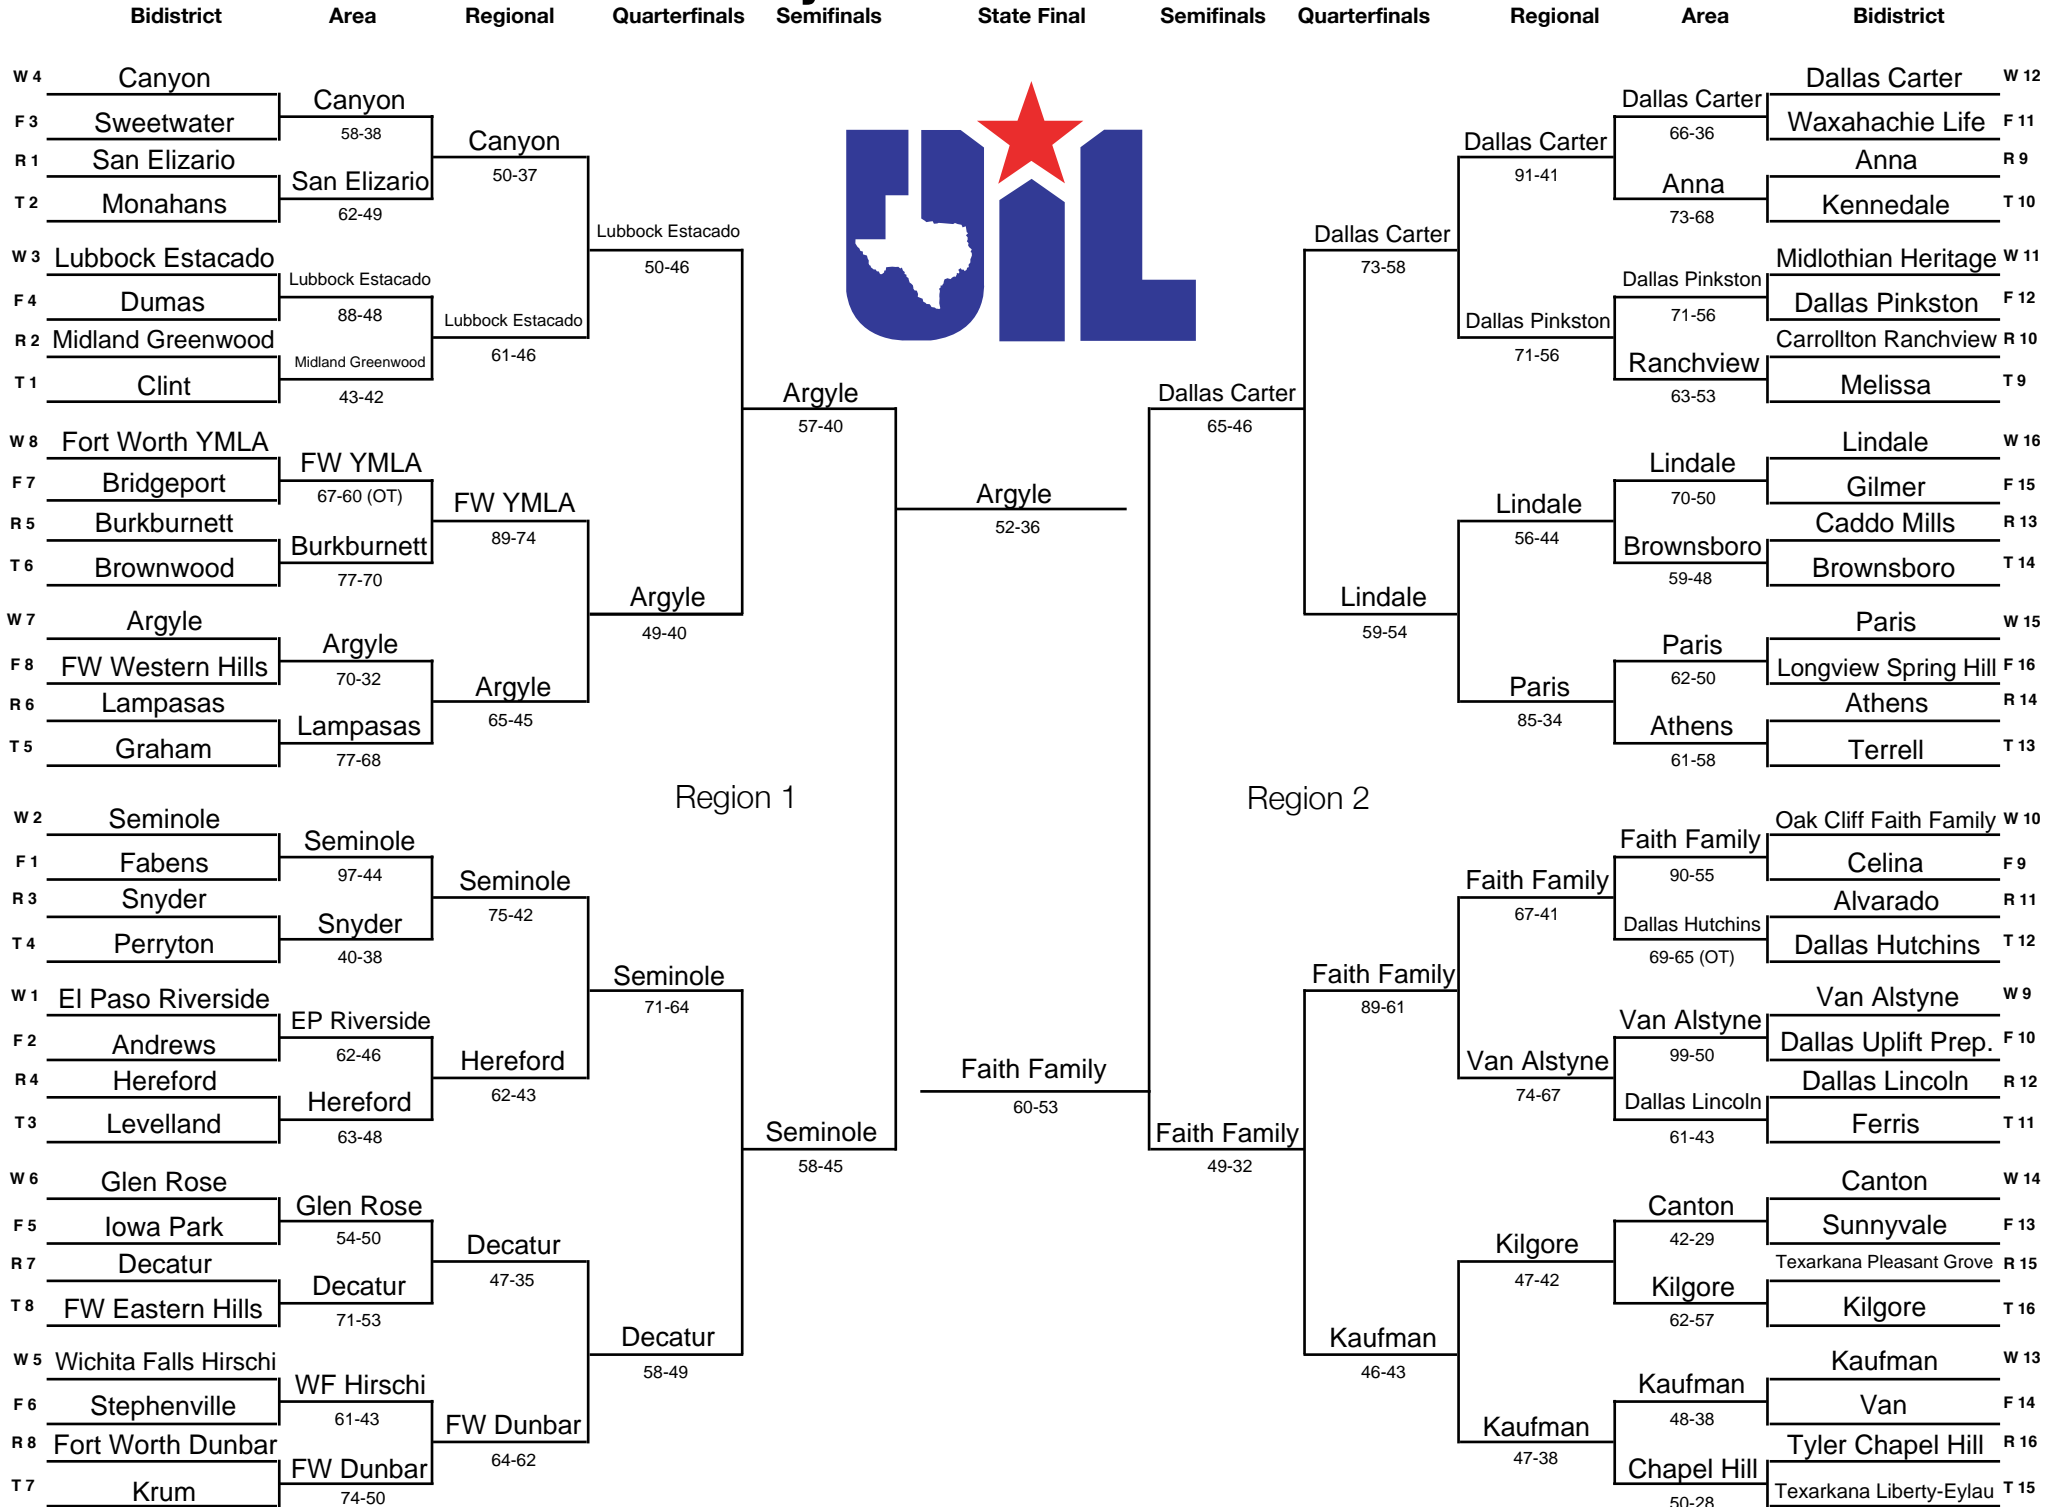 Bidistrict Area Regional Quarterfinals Semifinals State Final Semifinals Quarterfinals Regional Area Bidistrict
W 4 Canyon
F 3 Sweetwater
R 1 San Elizario
T 2 Monahans
W 3 Lubbock Estacado
F 4 Dumas
R 2 Midland Greenwood
T 1 Clint
W 8 Fort Worth YMLA
F 7 Bridgeport
R 5 Burkburnett
T 6 Brownwood
W 7 Argyle
F 8 FW Western Hills
R 6 Lampasas
T 5 Graham
W 2 Seminole
F 1 Fabens
R 3 Snyder
T 4 Perryton
W 1 El Paso Riverside
F 2 Andrews
R 4 Hereford
T 3 Levelland
W 6 Glen Rose
F 5 Iowa Park
R 7 Decatur
T 8 FW Eastern Hills
W 5 Wichita Falls Hirschi
F 6 Stephenville
R 8 Fort Worth Dunbar
T 7 Krum
Canyon
58-38
San Elizario
62-49
Lubbock Estacado
88-48
Midland Greenwood
43-42
FW YMLA
67-60 (OT)
Burkburnett
77-70
Argyle
70-32
Lampasas
77-68
Seminole
97-44
Snyder
40-38
EP Riverside
62-46
Hereford
63-48
Glen Rose
54-50
Decatur
71-53
WF Hirschi
61-43
FW Dunbar
74-50
Canyon
50-37
Lubbock Estacado
61-46
FW YMLA
89-74
Argyle
65-45
Seminole
75-42
Hereford
62-43
Decatur
47-35
FW Dunbar
64-62
Lubbock Estacado
50-46
Argyle
49-40
Seminole
71-64
Decatur
58-49
Region 1
Argyle
57-40
Seminole
58-45
UIL
Argyle
52-36
Faith Family
60-53
Dallas Carter
65-46
Faith Family
49-32
Region 2
Dallas Carter
73-58
Lindale
59-54
Faith Family
89-61
Kaufman
46-43
Dallas Carter
91-41
Dallas Pinkston
71-56
Lindale
56-44
Paris
85-34
Faith Family
67-41
Van Alstyne
74-67
Kilgore
47-42
Kaufman
47-38
Dallas Carter
66-36
Anna
73-68
Dallas Pinkston
71-56
Ranchview
63-53
Lindale
70-50
Brownsboro
59-48
Paris
62-50
Athens
61-58
Faith Family
90-55
Dallas Hutchins
69-65 (OT)
Van Alstyne
99-50
Dallas Lincoln
61-43
Canton
42-29
Kilgore
62-57
Kaufman
48-38
Chapel Hill
50-28
Dallas Carter W 12
Waxahachie Life F 11
Anna R 9
Kennedale T 10
Midlothian Heritage W 11
Dallas Pinkston F 12
Carrollton Ranchview R 10
Melissa T 9
Lindale W 16
Gilmer F 15
Caddo Mills R 13
Brownsboro T 14
Paris W 15
Longview Spring Hill F 16
Athens R 14
Terrell T 13
Oak Cliff Faith Family W 10
Celina F 9
Alvarado R 11
Dallas Hutchins T 12
Van Alstyne W 9
Dallas Uplift Prep. F 10
Dallas Lincoln R 12
Ferris T 11
Canton W 14
Sunnyvale F 13
Texarkana Pleasant Grove R 15
Kilgore T 16
Kaufman W 13
Van F 14
Tyler Chapel Hill R 16
Texarkana Liberty-Eylau T 15